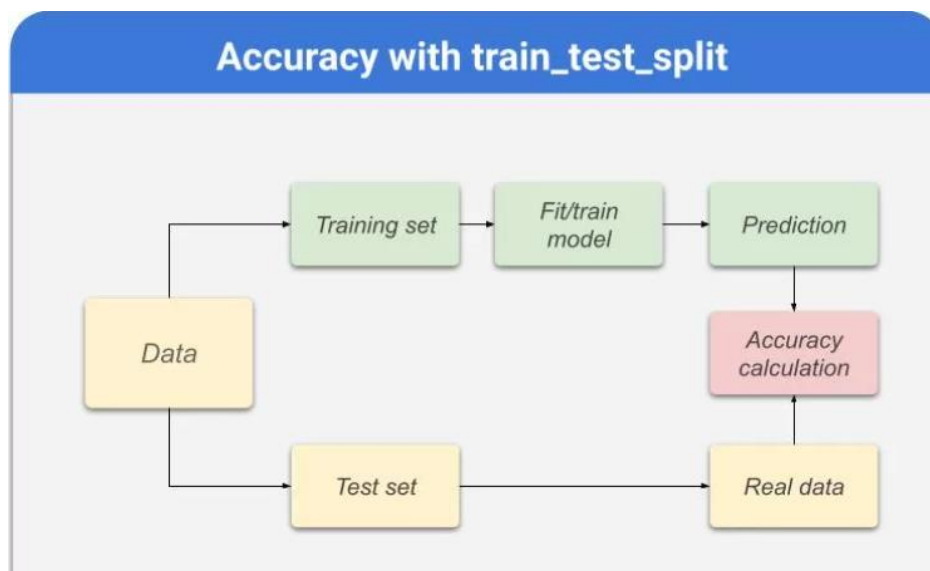 Accuracy with train_test_split
Training set
Fit/train
model
Prediction
Data
Accuracy
calculation
Test set
Real data